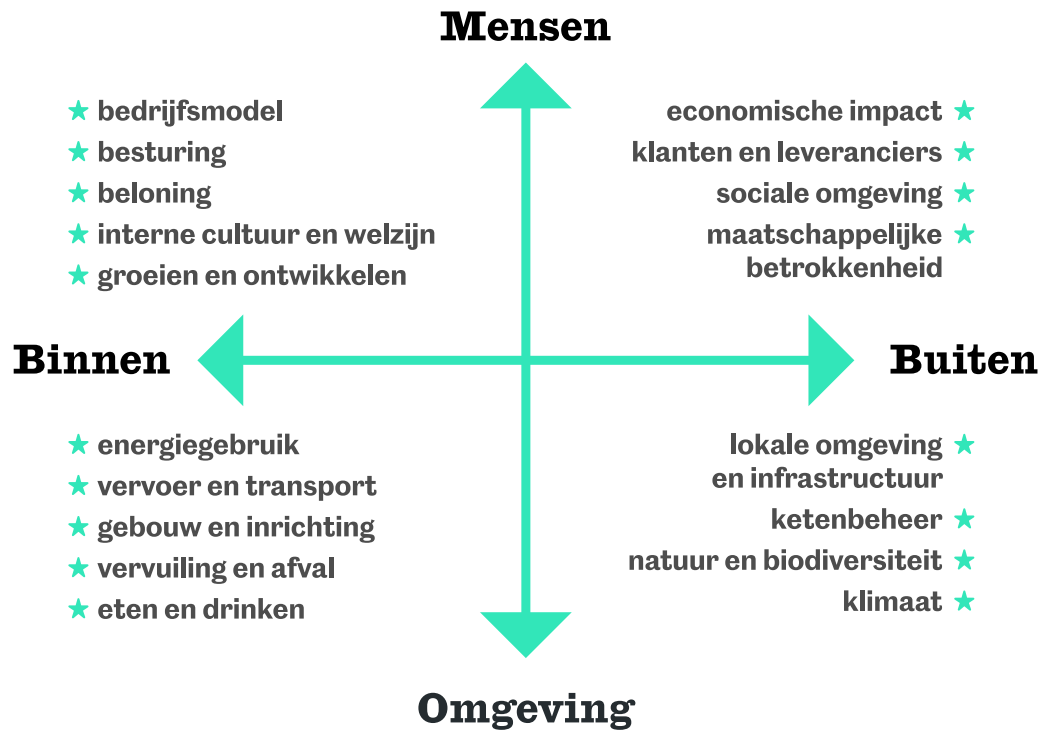 Mensen
★ bedrijfsmodel
★ besturing
★ beloning
★ interne cultuur en welzijn
★ groeien en ontwikkelen
economische impact ★
klanten en leveranciers ★
sociale omgeving ★
maatschappelijke ★
betrokkenheid
Binnen
Buiten
★ energiegebruik
★ vervoer en transport
★ gebouw en inrichting
★ vervuiling en afval
★ eten en drinken
lokale omgeving ★
en infrastructuur
ketenbeheer ★
natuur en biodiversiteit ★
klimaat ★
Omgeving